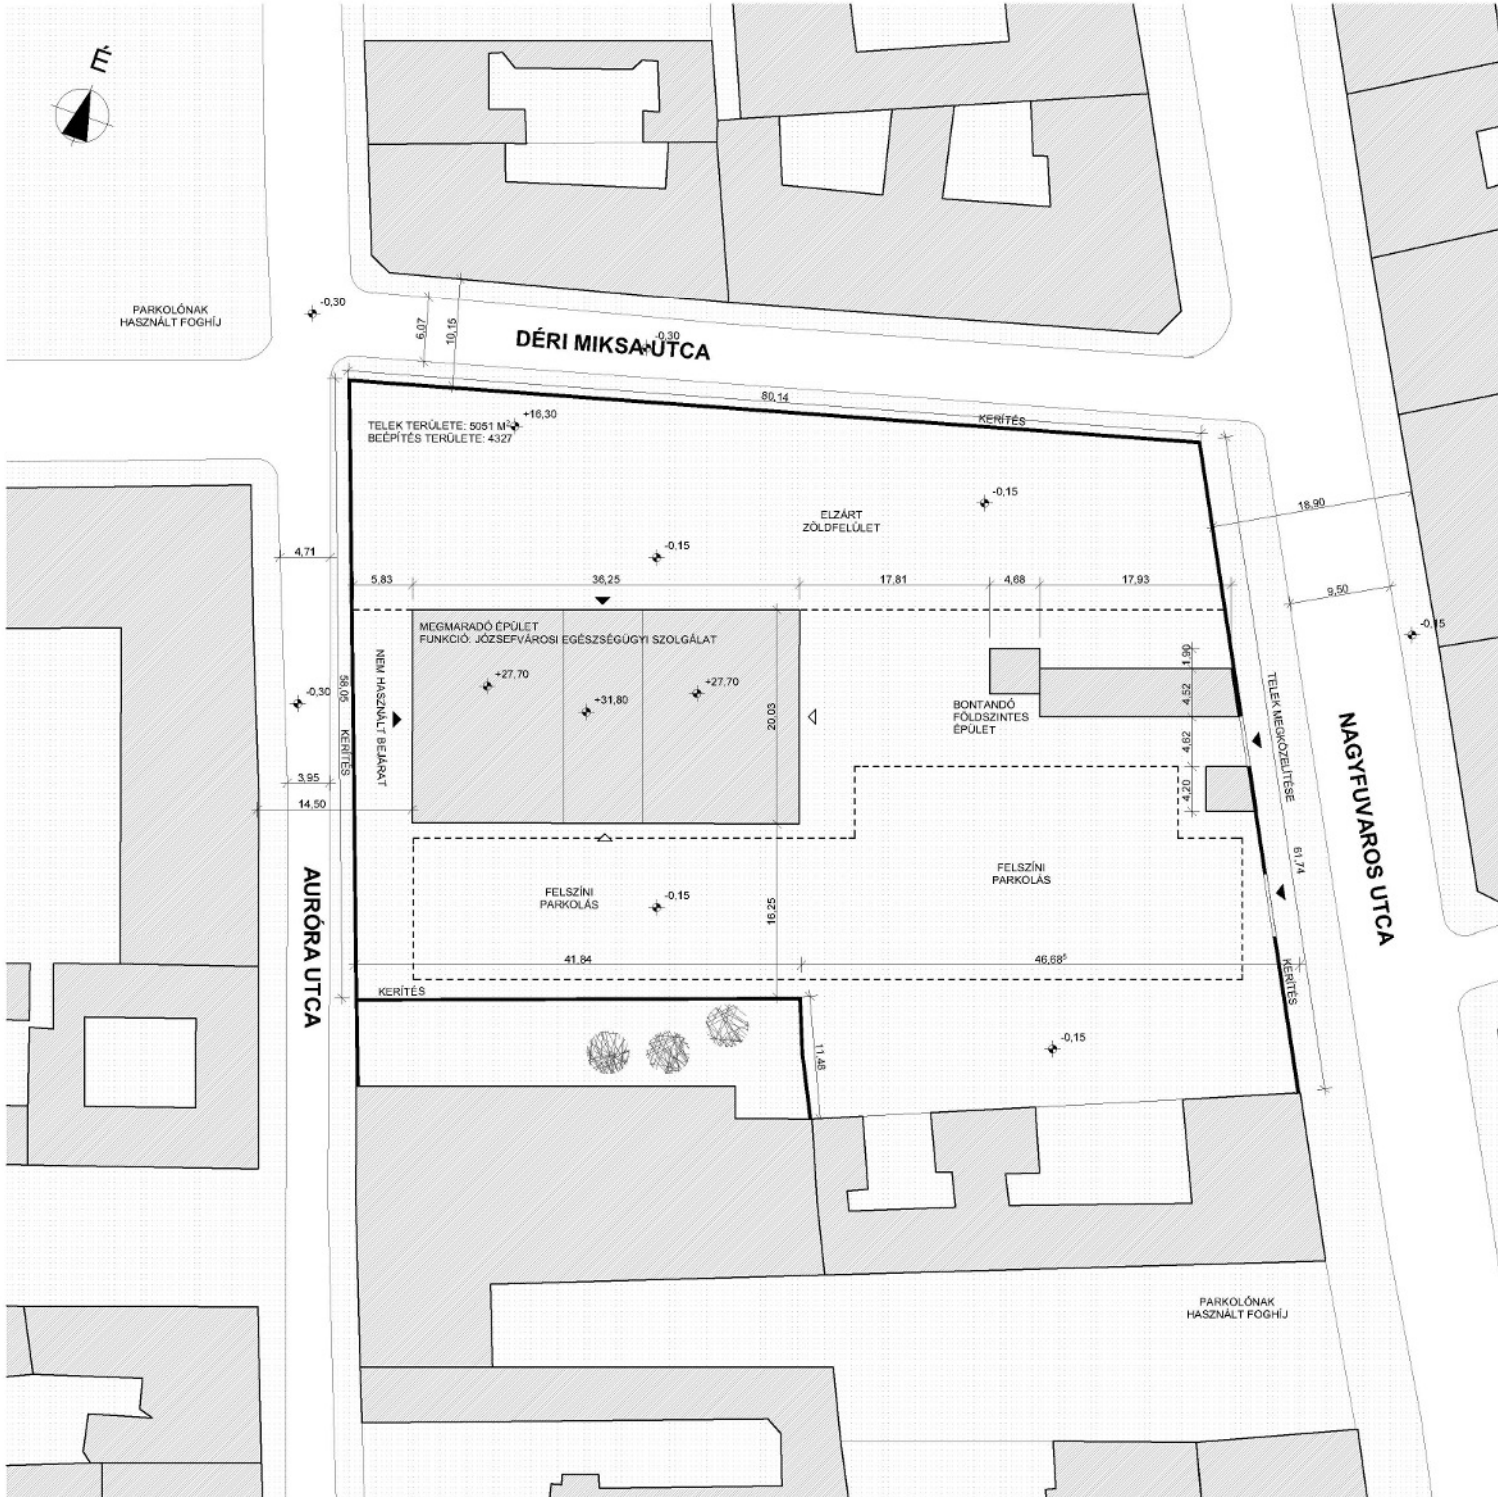 É
PARKOLÓNAK
HASZNÁLT FOGHÍJ
-0,30
6,07
10,15
DÉRI MIKSA UTCA
-0,30
80,14
KERÍTÉS
TELEK TERÜLETE: 5051 M²
BEÉPÍTÉS TERÜLETE: 4327
+16,30
-0,15
ELZÁRT
ZÖLDFELÜLET
18,90
4,71
-0,15
5,83
36,25
17,81
4,68
17,93
9,50
-0,15
MEGMARADÓ ÉPÜLET
FUNKCIÓ: JÓZSEFVÁROSI EGÉSZSÉGÜGYI SZOLGÁLAT
NEM HASZNÁLT BEJÁRAT
58,05
KERÍTÉS
-0,30
+27,70
+31,80
+27,70
20,03
1,90
4,52
4,62
4,20
BONTANDÓ
FÖLDSZINTES
ÉPÜLET
TELEK MEGKÖZELÍTÉSE
NAGYFUVAROS UTCA
3,95
14,50
61,74
AURÓRA UTCA
FELSZÍNI
PARKOLÁS
-0,15
16,25
FELSZÍNI
PARKOLÁS
41,84
46,68⁵
KERÍTÉS
KERÍTÉS
11,48
-0,15
PARKOLÓNAK
HASZNÁLT FOGHÍJ